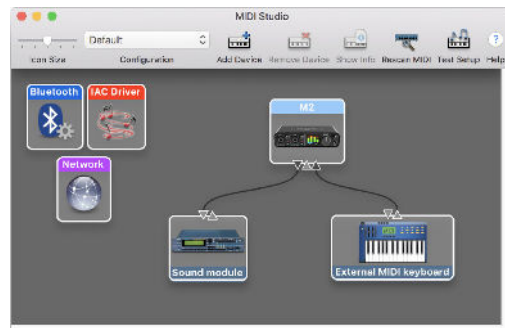 MIDI Studio
Default
Icon Size
Configuration
Add Device
Remove Device
Show Info
Rescan MIDI
Test Setup
?
Help
Bluetooth
IAC Driver
M2
Network
Sound module
External MIDI keyboard